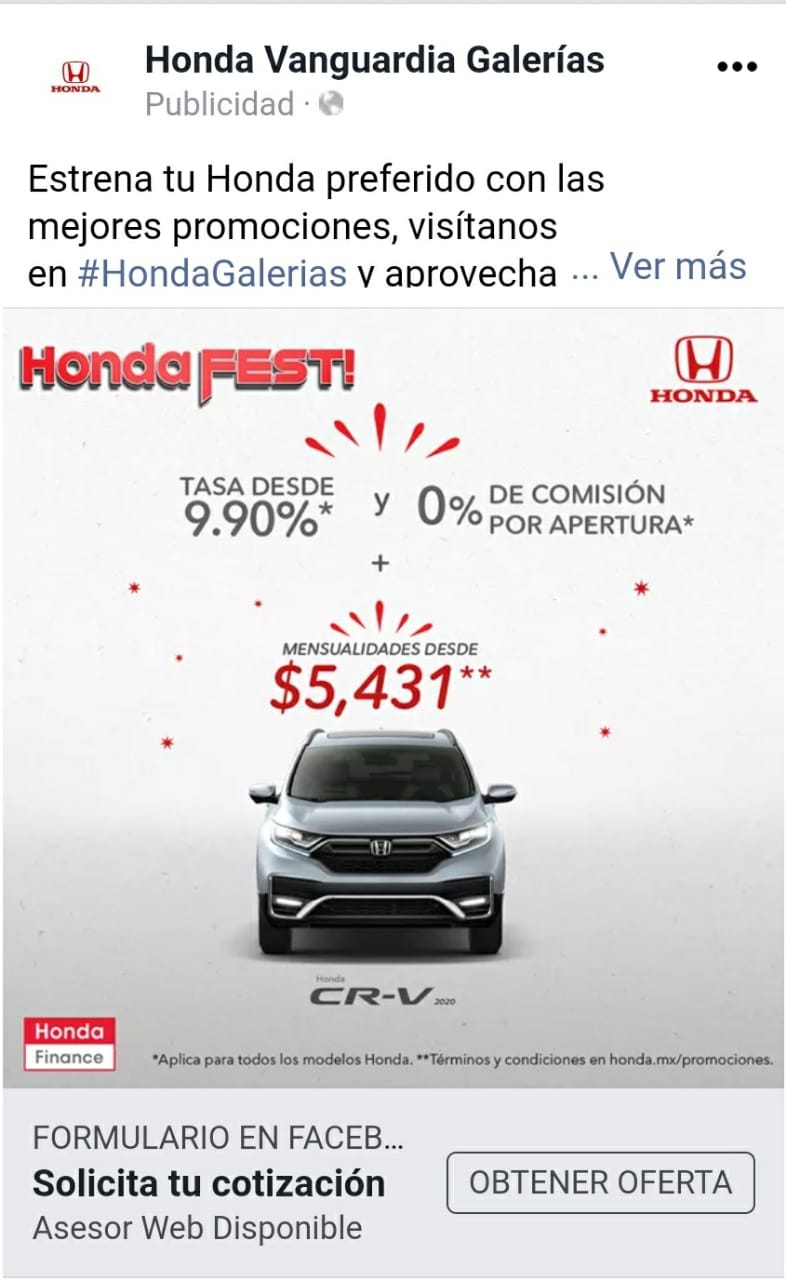 Honda Vanguardia Galerías
HONDA
Publicidad ·
Estrena tu Honda preferido con las
mejores promociones, visítanos
en #HondaGalerias y aprovecha ... Ver más
Honda FEST!
HONDA
TASA DESDE
9.90%*
y
0% DE COMISIÓN
POR APERTURA*
+
MENSUALIDADES DESDE
$5,431**
Honda
CR-V 2020
Honda
Finance
*Aplica para todos los modelos Honda. **Términos y condiciones en honda.mx/promociones.
FORMULARIO EN FACEB...
Solicita tu cotización
Asesor Web Disponible
OBTENER OFERTA